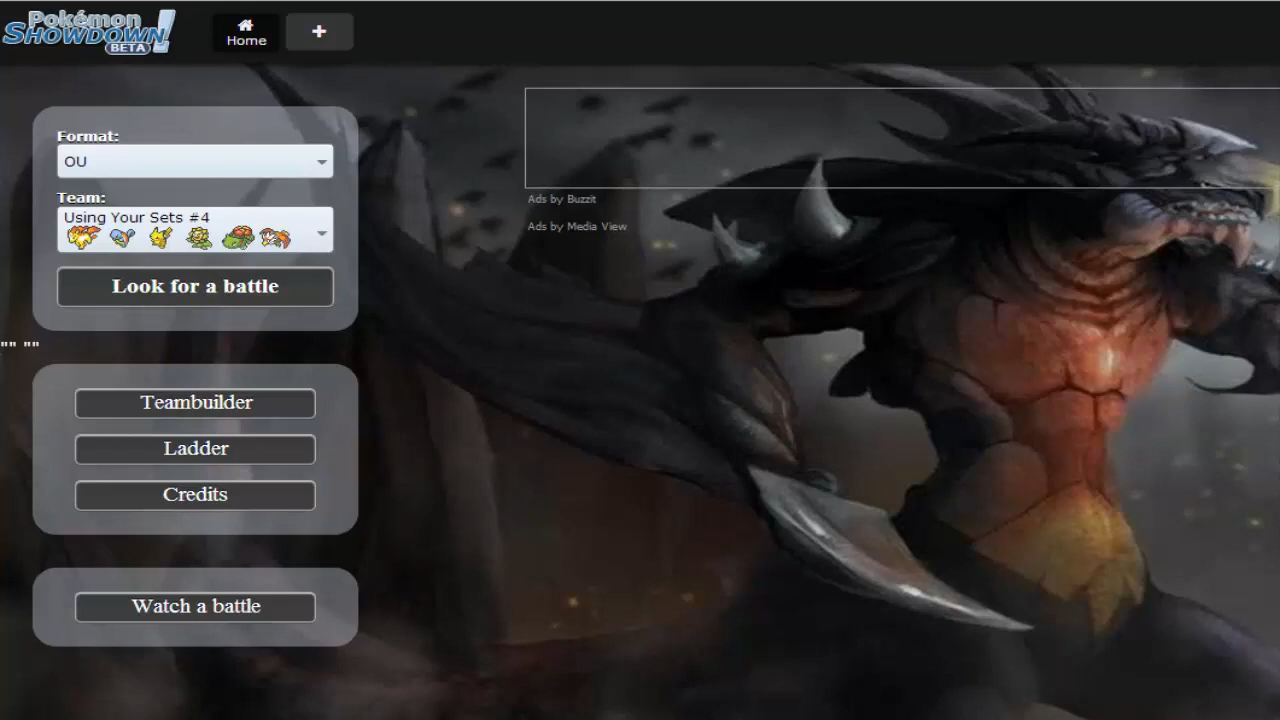 Pokémon
SHOWDOWN!
BETA
Home
+
Format:
OU
Team:
Using Your Sets #4
Look for a battle
"" ""
Teambuilder
Ladder
Credits
Watch a battle
Ads by Buzzit
Ads by Media View